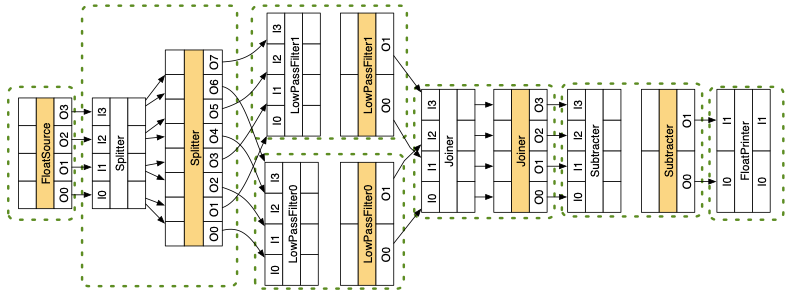 FloatSource
O3
O2
O1
O0
I3
I2
I1
I0
Splitter
Splitter
O7
O6
O5
O4
O3
O2
O1
O0
I3
I2
I1
I0
LowPassFilter1
LowPassFilter1
O1
O0
I3
I2
I1
I0
LowPassFilter0
LowPassFilter0
O1
O0
I3
I2
I1
I0
Joiner
Joiner
O3
O2
O1
O0
I3
I2
I1
I0
Subtracter
Subtracter
O1
O0
I1
I0
FloatPrinter
I1
I0